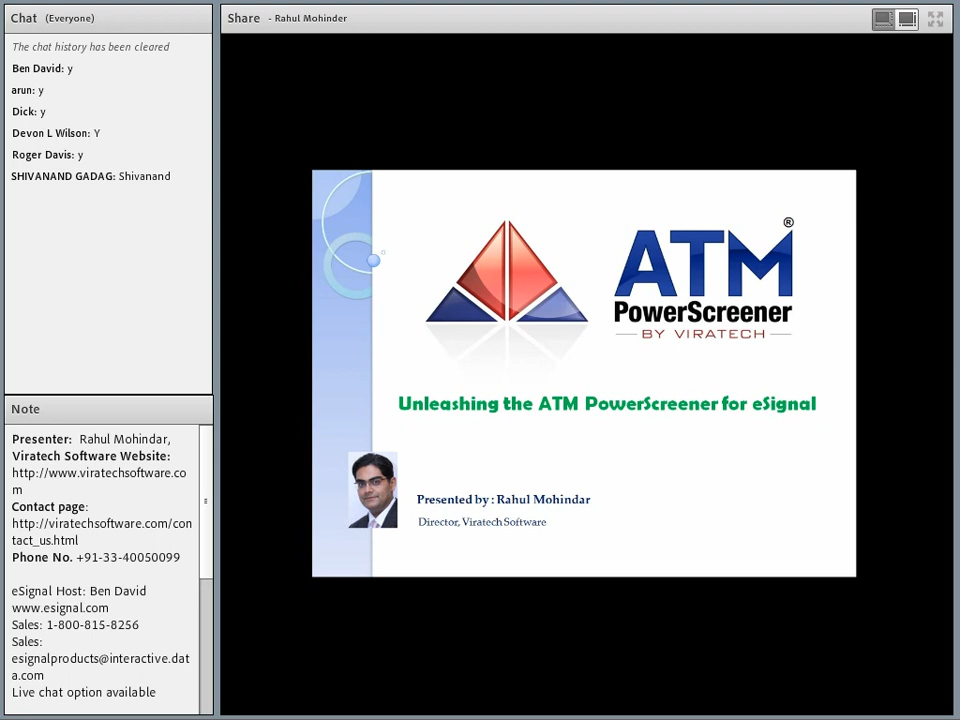 Chat (Everyone)
The chat history has been cleared
Ben David: y
arun: y
Dick: y
Devon L Wilson: Y
Roger Davis: y
SHIVANAND GADAG: Shivanand
Note
Presenter: Rahul Mohindar,
Viratech Software Website:
http://www.viratechsoftware.co
m
Contact page:
http://viratechsoftware.com/con
tact_us.html
Phone No. +91-33-40050099
eSignal Host: Ben David
www.esignal.com
Sales: 1-800-815-8256
Sales:
esignalproducts@interactive.dat
a.com
Live chat option available
Share - Rahul Mohinder
ATM®
PowerScreener
BY VIRATECH
Unleashing the ATM PowerScreener for eSignal
Presented by : Rahul Mohindar
Director, Viratech Software